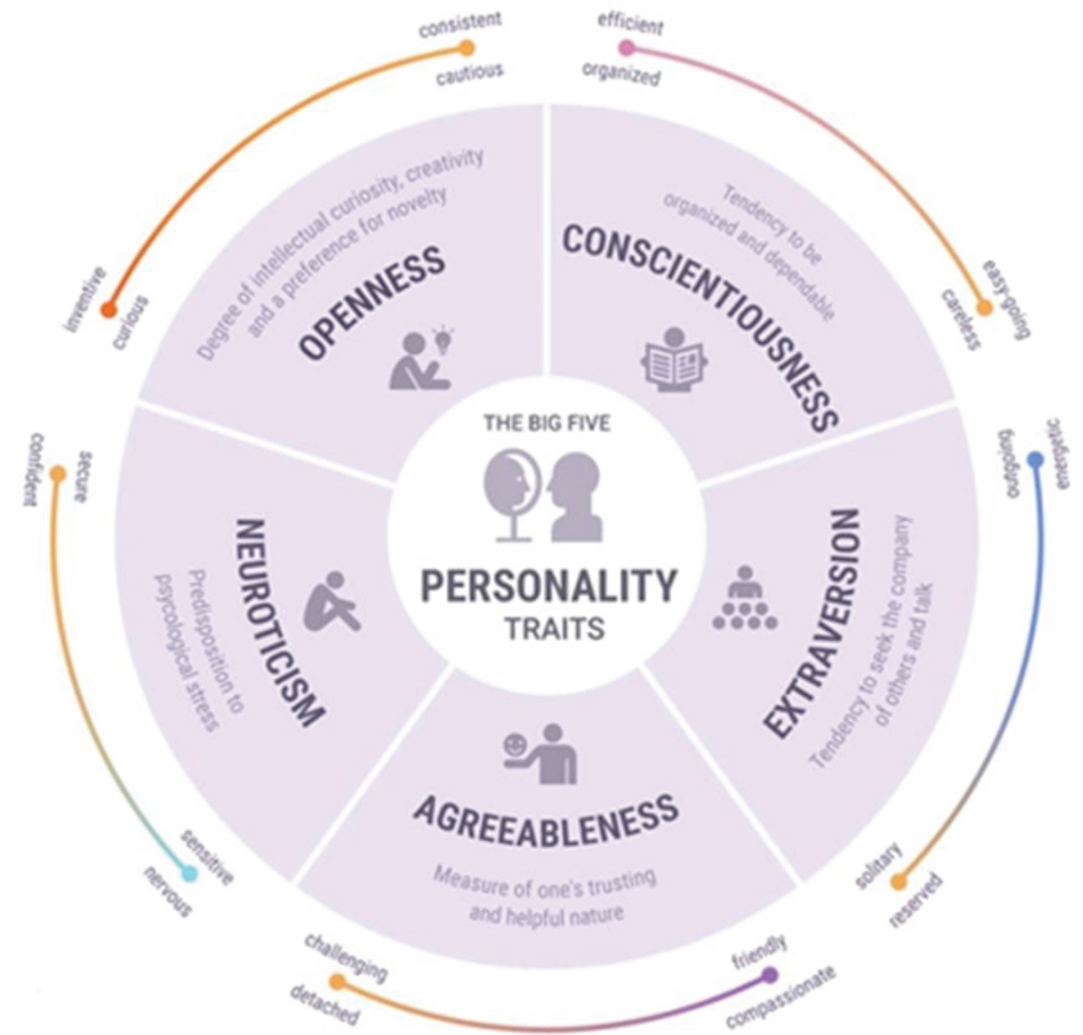 consistent
cautious
efficient
organized
inventive
curious
Degree of intellectual curiosity, creativity
and a preference for novelty
OPENNESS
Tendency to be
organized and dependable
CONSCIENTIOUSNESS
easy-going
careless
THE BIG FIVE
PERSONALITY
TRAITS
confident
secure
NEUROTICISM
Predisposition to
psycological stress
sensitive
nervous
energetic
outgoing
EXTRAVERSION
Tendency to seek the company
of others and talk
solitary
reserved
AGREEABLENESS
Measure of one's trusting
and helpful nature
challenging
detached
friendly
compassionate